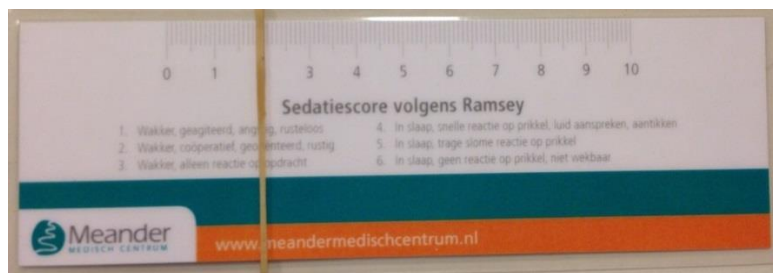 0 1 3 4 5 6 7 8 9 10
Sedatiescore volgens Ramsey
1. Wakker, geagiteerd, angstig, rusteloos
2. Wakker, coöperatief, georiënteerd, rustig
3. Wakker, alleen reactie op opdracht
4. In slaap, snelle reactie op prikkel, luid aanspreken, aantikken
5. In slaap, trage slome reactie op prikkel
6. In slaap, geen reactie op prikkel, niet wekbaar
Meander
MEDISCH CENTRUM
www.meandermedischcentrum.nl